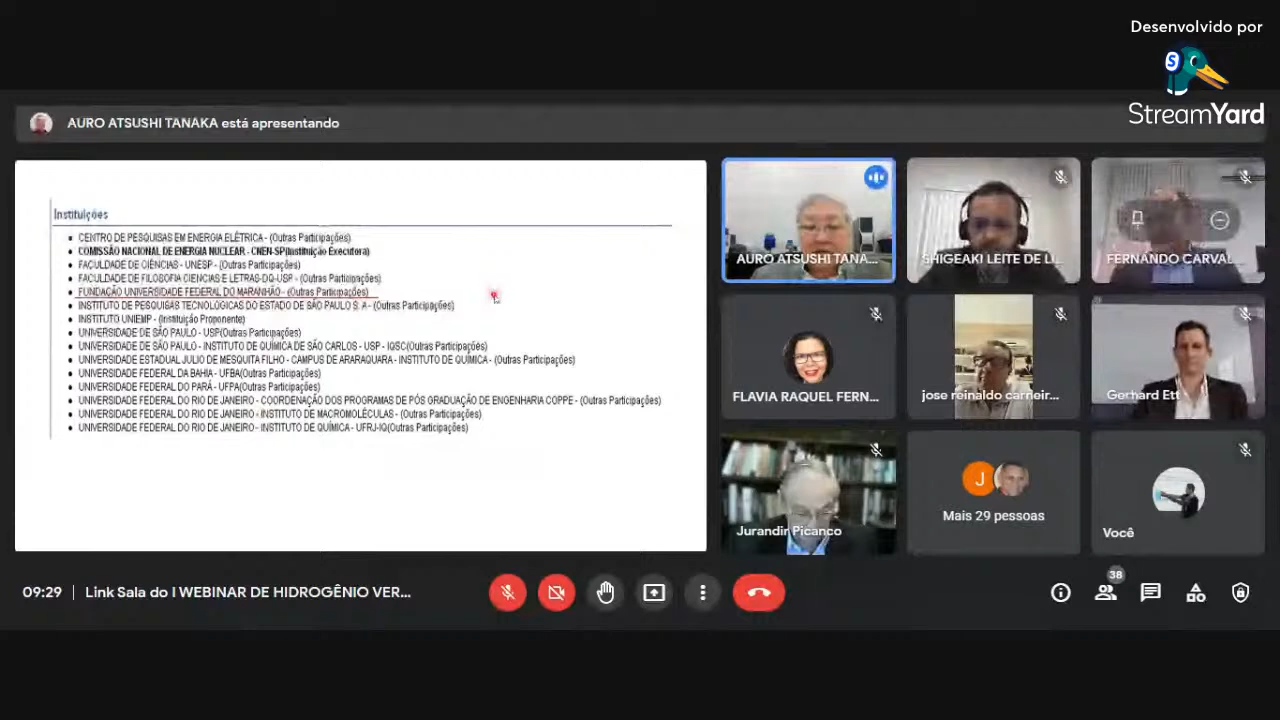 Desenvolvido por
S
StreamYard
AURO ATSUSHI TANAKA está apresentando
Instituições
CENTRO DE PESQUISAS EM ENERGIA ELÉTRICA - (Outras Participações)
COMISSÃO NACIONAL DE ENERGIA NUCLEAR - CNEN-SP(Instituição Executora)
FACULDADE DE CIÊNCIAS - UNESP - (Outras Participações)
FACULDADE DE FILOSOFIA CIENCIAS E LETRAS-DQ-USP - (Outras Participações)
FUNDAÇÃO UNIVERSIDADE FEDERAL DO MARANHÃO - (Outras Participações)
INSTITUTO DE PESQUISAS TECNOLÓGICAS DO ESTADO DE SÃO PAULO S. A - (Outras Participações)
INSTITUTO UNIEMP - (Instituição Proponente)
UNIVERSIDADE DE SÃO PAULO - USP(Outras Participações)
UNIVERSIDADE DE SÃO PAULO - INSTITUTO DE QUÍMICA DE SÃO CARLOS - USP - IQSC(Outras Participações)
UNIVERSIDADE ESTADUAL JULIO DE MESQUITA FILHO - CAMPUS DE ARARAQUARA - INSTITUTO DE QUÍMICA - (Outras Participações)
UNIVERSIDADE FEDERAL DA BAHIA - UFBA(Outras Participações)
UNIVERSIDADE FEDERAL DO PARÁ - UFPA(Outras Participações)
UNIVERSIDADE FEDERAL DO RIO DE JANEIRO - COORDENAÇÃO DOS PROGRAMAS DE PÓS GRADUAÇÃO DE ENGENHARIA COPPE - (Outras Participações)
UNIVERSIDADE FEDERAL DO RIO DE JANEIRO - INSTITUTO DE MACROMOLÉCULAS - (Outras Participações)
UNIVERSIDADE FEDERAL DO RIO DE JANEIRO - INSTITUTO DE QUÍMICA - UFRJ-IQ(Outras Participações)
AURO ATSUSHI TANA...
SHIGEAKI LEITE DE LI...
FERNANDO CARVAL...
FLAVIA RAQUEL FERN...
jose reinaldo carneir...
Gerhard Ett
Jurandir Picanco
J
Mais 29 pessoas
Você
09:29
Link Sala do I WEBINAR DE HIDROGÊNIO VER...
38